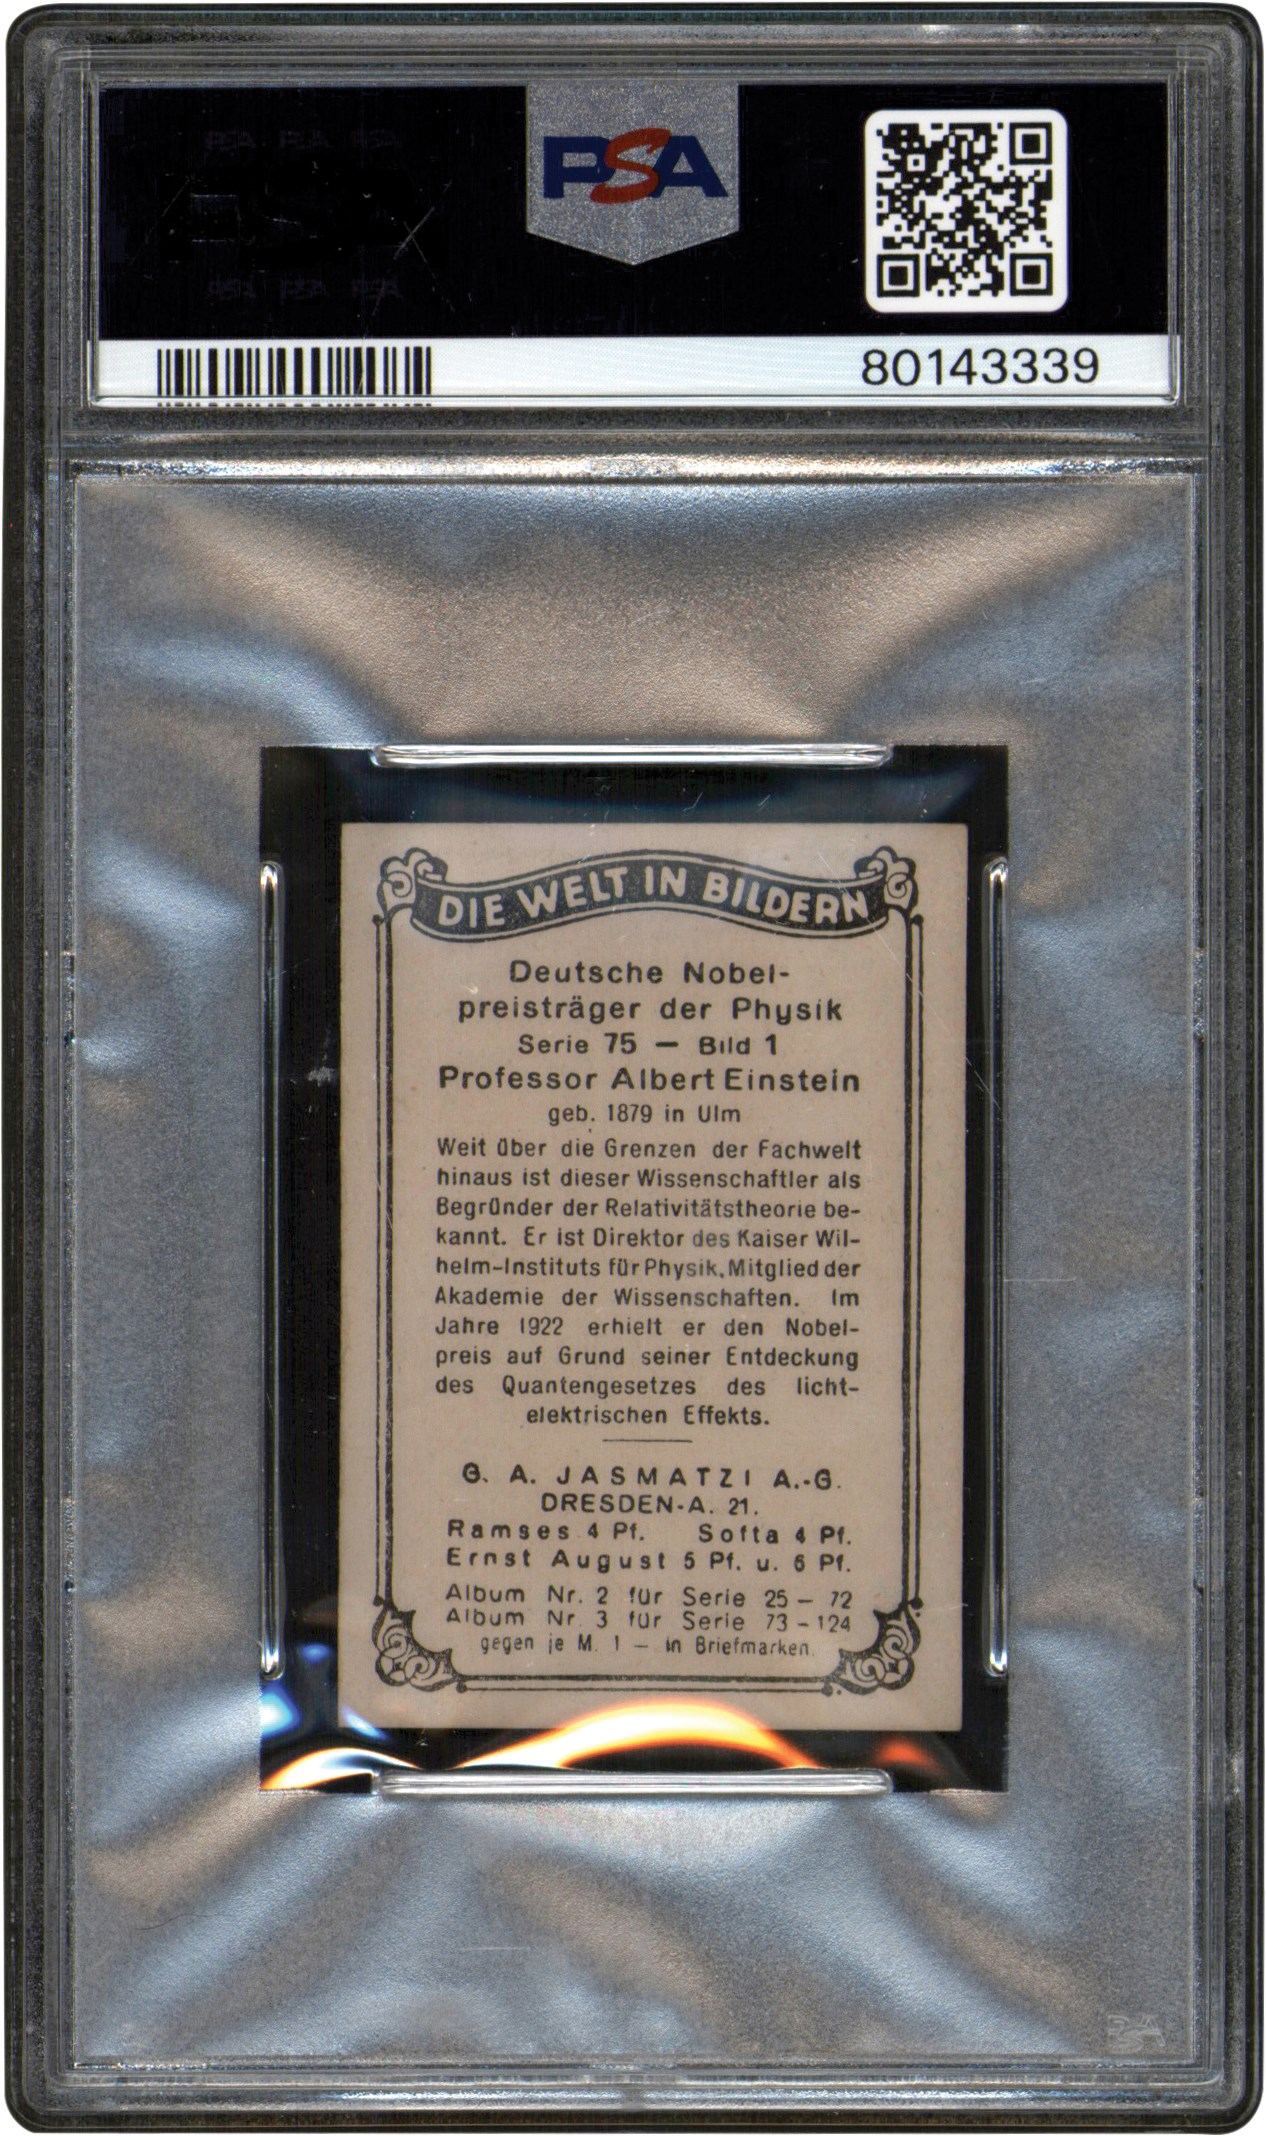 PSA
80143339
DIE WELT IN BILDERN
Deutsche Nobel-
preisträger der Physik
Serie 75 — Bild 1
Professor Albert Einstein
geb. 1879 in Ulm
Weit über die Grenzen der Fachwelt
hinaus ist dieser Wissenschaftler als
Begründer der Relativitätstheorie be-
kannt. Er ist Direktor des Kaiser Wil-
helm-Instituts für Physik, Mitglied der
Akademie der Wissenschaften. Im
Jahre 1922 erhielt er den Nobel-
preis auf Grund seiner Entdeckung
des Quantengesetzes des licht-
elektrischen Effekts.
G. A. JASMATZI A.-G.
DRESDEN-A. 21.
Ramses 4 Pf. Softa 4 Pf.
Ernst August 5 Pf. u. 6 Pf.
Album Nr. 2 für Serie 25 — 72
Album Nr. 3 für Serie 73 - 124
gegen je M. 1 — in Briefmarken.
PSA